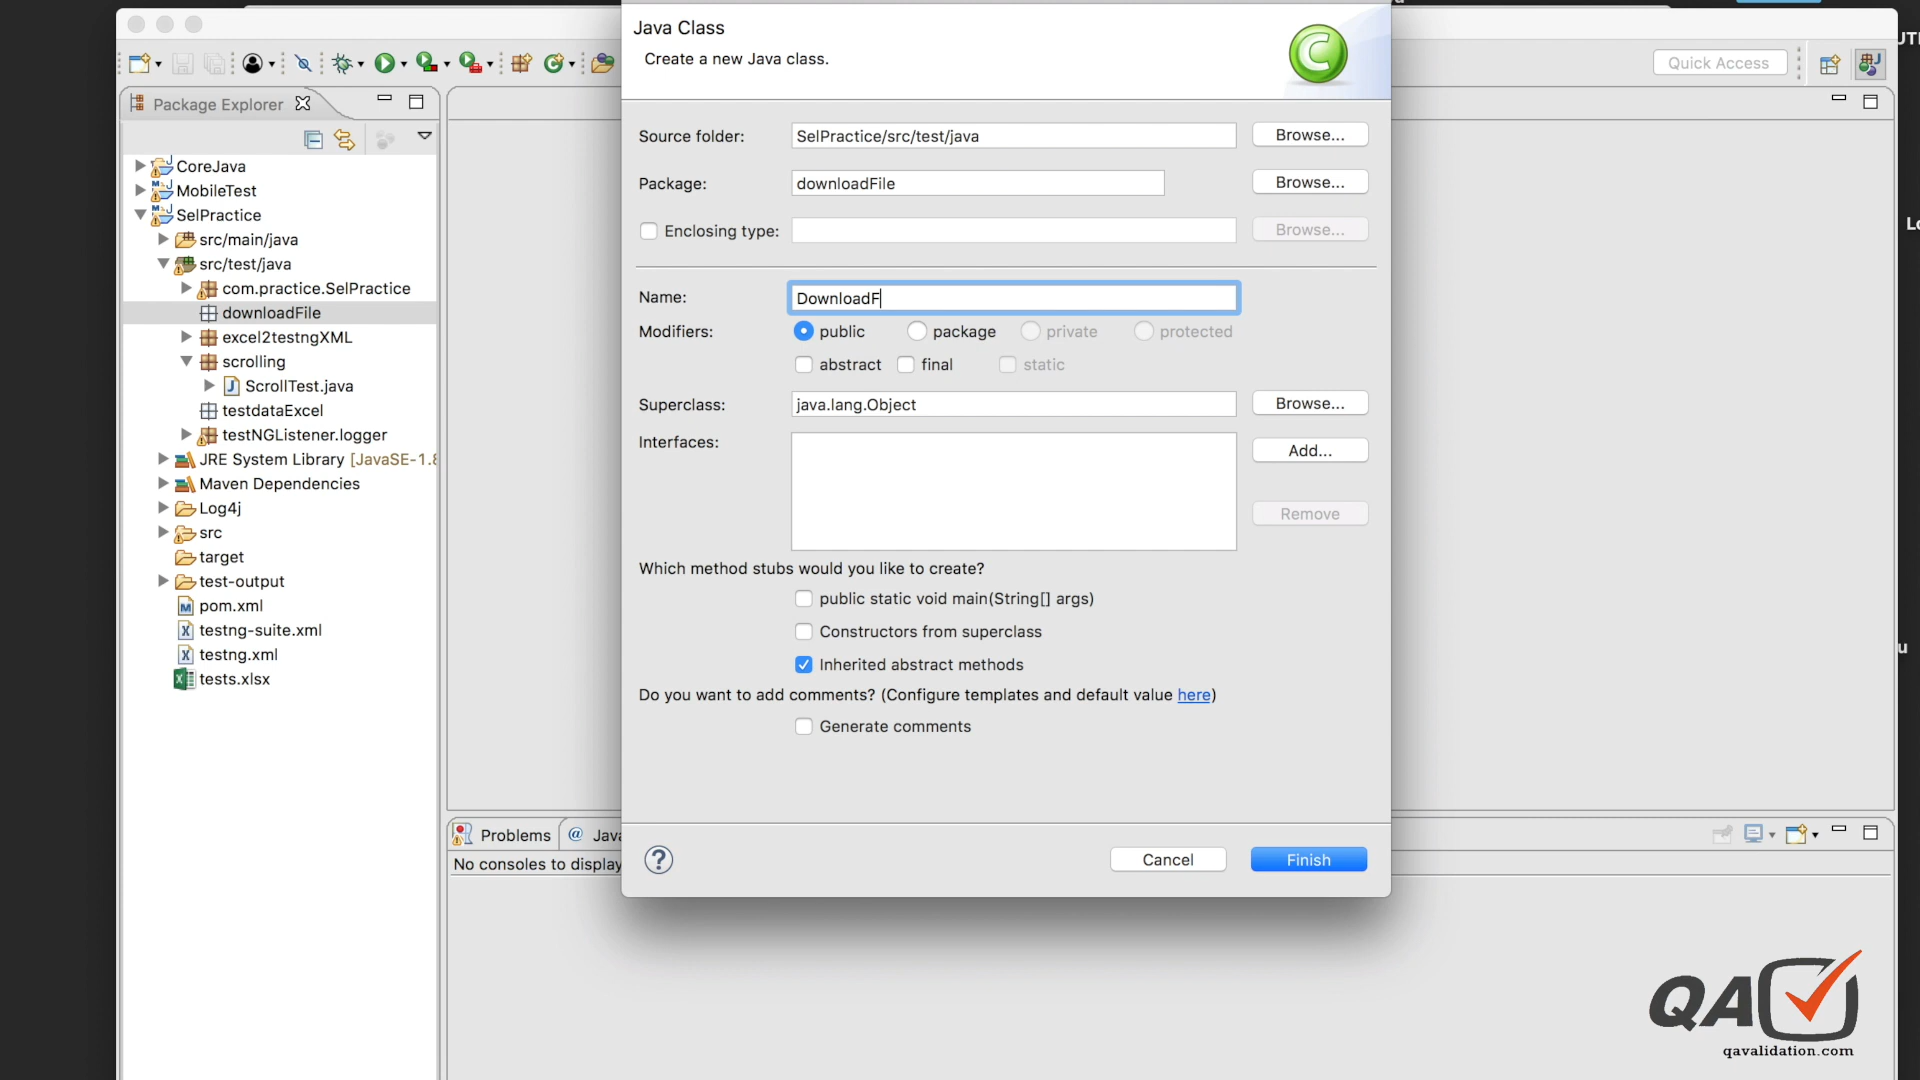 Java Class
Create a new Java class.
Quick Access
Package Explorer
CoreJava
MobileTest
SelPractice
src/main/java
src/test/java
com.practice.SelPractice
downloadFile
excel2testngXML
scrolling
ScrollTest.java
testdataExcel
testNGListener.logger
JRE System Library [JavaSE-1.8
Maven Dependencies
Log4j
src
target
test-output
pom.xml
testng-suite.xml
testng.xml
tests.xlsx
Source folder: SelPractice/src/test/java Browse...
Package: downloadFile Browse...
Enclosing type: Browse...
Name: DownloadF
Modifiers: public package private protected
abstract final static
Superclass: java.lang.Object Browse...
Interfaces: Add...
Remove
Which method stubs would you like to create?
public static void main(String[] args)
Constructors from superclass
Inherited abstract methods
Do you want to add comments? (Configure templates and default value here)
Generate comments
Cancel Finish
Problems @ Java
No consoles to display
QA
qavalidation.com